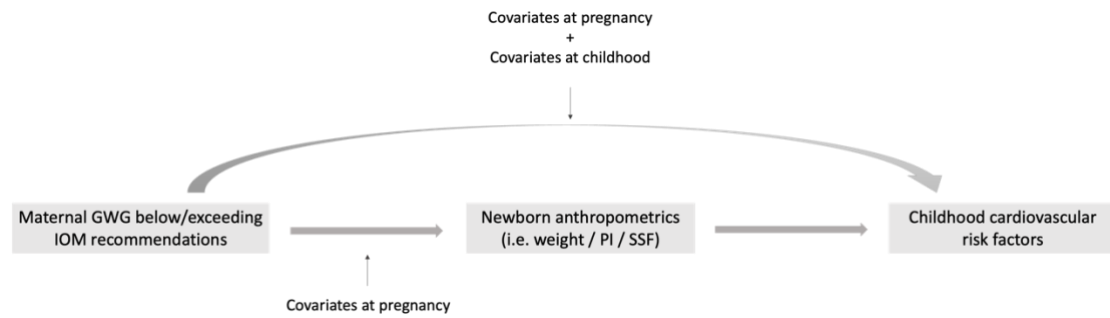 Covariates at pregnancy
+
Covariates at childhood
Maternal GWG below/exceeding
IOM recommendations
Newborn anthropometrics
(i.e. weight / PI / SSF)
Childhood cardiovascular
risk factors
Covariates at pregnancy